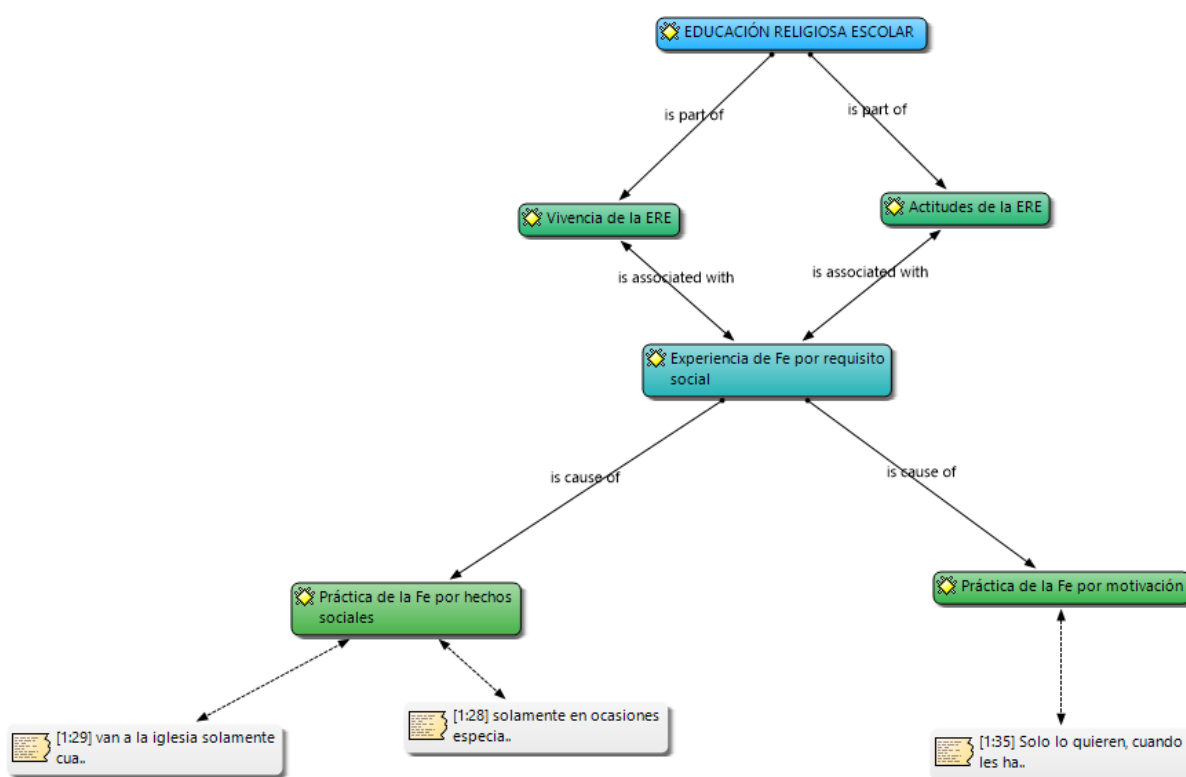 EDUCACIÓN RELIGIOSA ESCOLAR
is part of
is part of
Vivencia de la ERE
Actitudes de la ERE
is associated with
is associated with
Experiencia de Fe por requisito
social
is cause of
is cause of
Práctica de la Fe por hechos
sociales
Práctica de la Fe por motivación
[1:29] van a la iglesia solamente
cua..
[1:28] solamente en ocasiones
especia..
[1:35] Solo lo quieren, cuando
les ha..